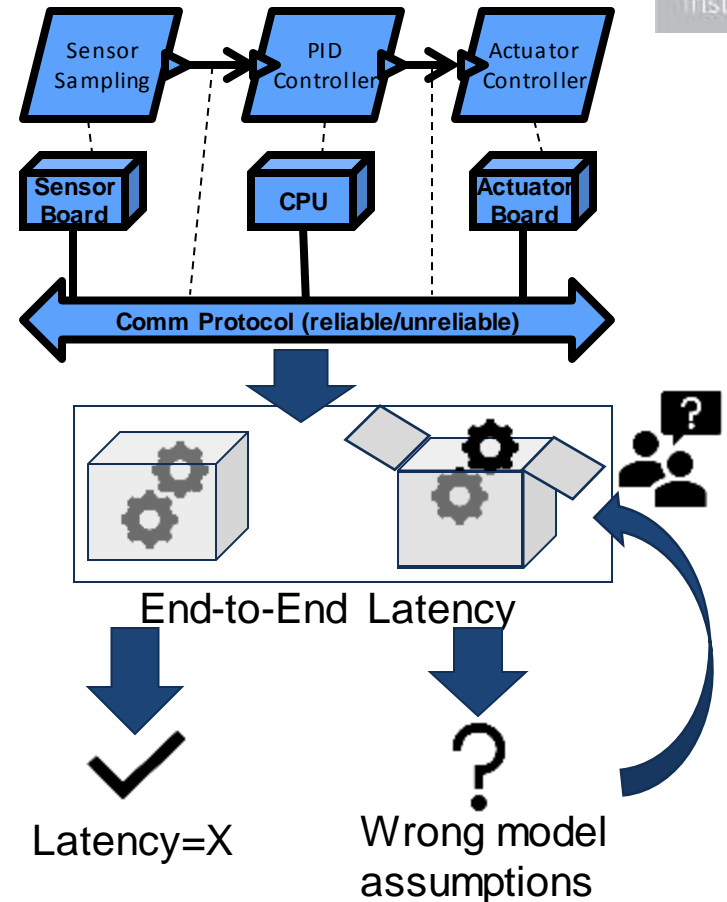 Sensor
Sampling
PID
Controller
Actuator
Controller
Sensor
Board
CPU
Actuator
Board
Comm Protocol (reliable/unreliable)
?
End-to-End Latency
?
Latency=X
Wrong model
assumptions